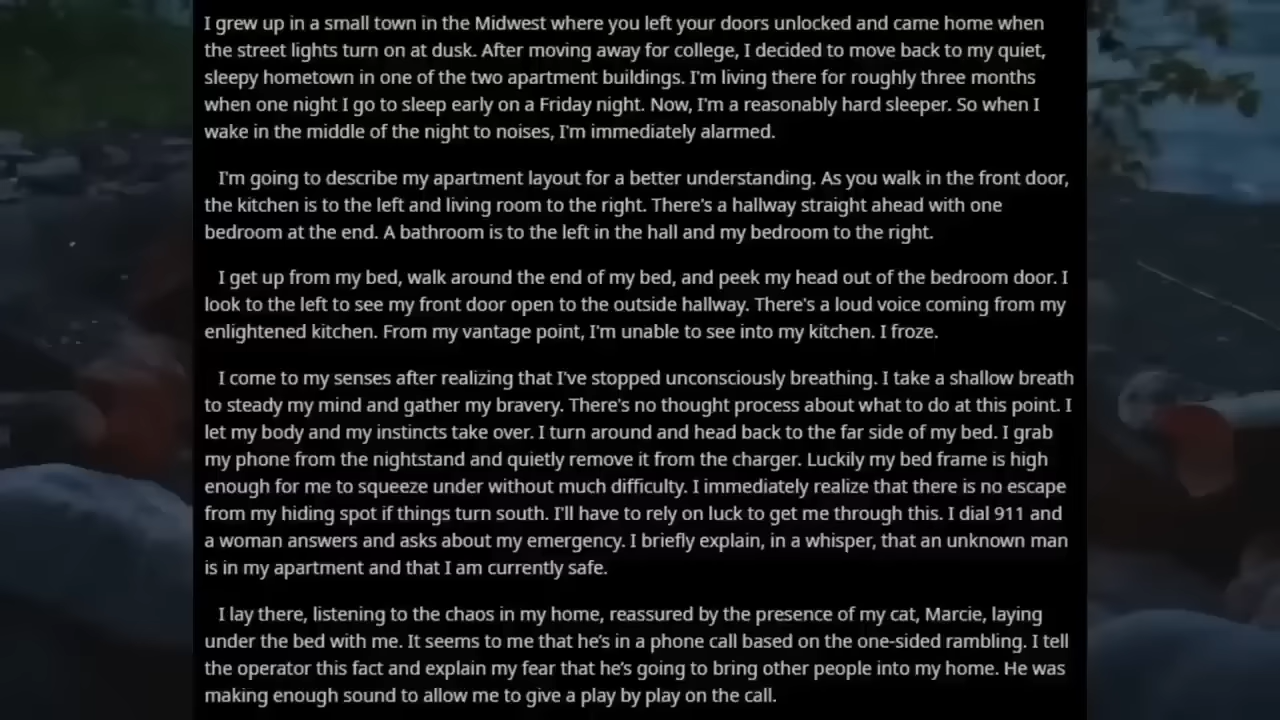 I grew up in a small town in the Midwest where you left your doors unlocked and came home when
the street lights turn on at dusk. After moving away for college, I decided to move back to my quiet,
sleepy hometown in one of the two apartment buildings. I'm living there for roughly three months
when one night I go to sleep early on a Friday night. Now, I'm a reasonably hard sleeper. So when I
wake in the middle of the night to noises, I'm immediately alarmed.
I'm going to describe my apartment layout for a better understanding. As you walk in the front door,
the kitchen is to the left and living room to the right. There's a hallway straight ahead with one
bedroom at the end. A bathroom is to the left in the hall and my bedroom to the right.
I get up from my bed, walk around the end of my bed, and peek my head out of the bedroom door. I
look to the left to see my front door open to the outside hallway. There's a loud voice coming from my
enlightened kitchen. From my vantage point, I'm unable to see into my kitchen. I froze.
I come to my senses after realizing that I've stopped unconsciously breathing. I take a shallow breath
to steady my mind and gather my bravery. There's no thought process about what to do at this point. I
let my body and my instincts take over. I turn around and head back to the far side of my bed. I grab
my phone from the nightstand and quietly remove it from the charger. Luckily my bed frame is high
enough for me to squeeze under without much difficulty. I immediately realize that there is no escape
from my hiding spot if things turn south. I'll have to rely on luck to get me through this. I dial 911 and
a woman answers and asks about my emergency. I briefly explain, in a whisper, that an unknown man
is in my apartment and that I am currently safe.
I lay there, listening to the chaos in my home, reassured by the presence of my cat, Marcie, laying
under the bed with me. It seems to me that he’s in a phone call based on the one-sided rambling. I tell
the operator this fact and explain my fear that he’s going to bring other people into my home. He was
making enough sound to allow me to give a play by play on the call.